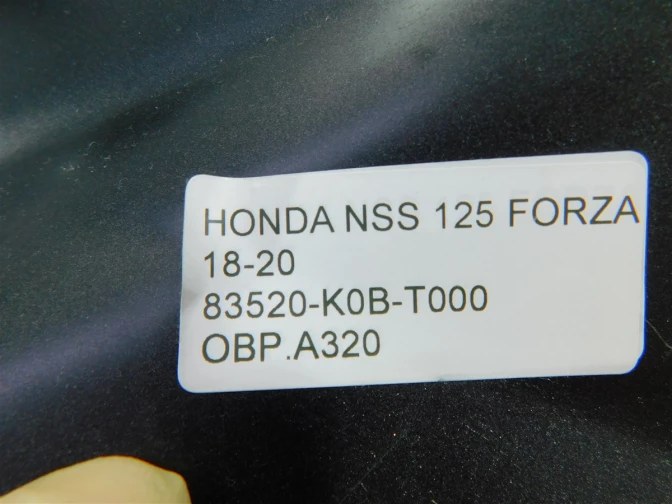 HONDA NSS 125 FORZA
18-20
83520-K0B-T000
OBP.A320